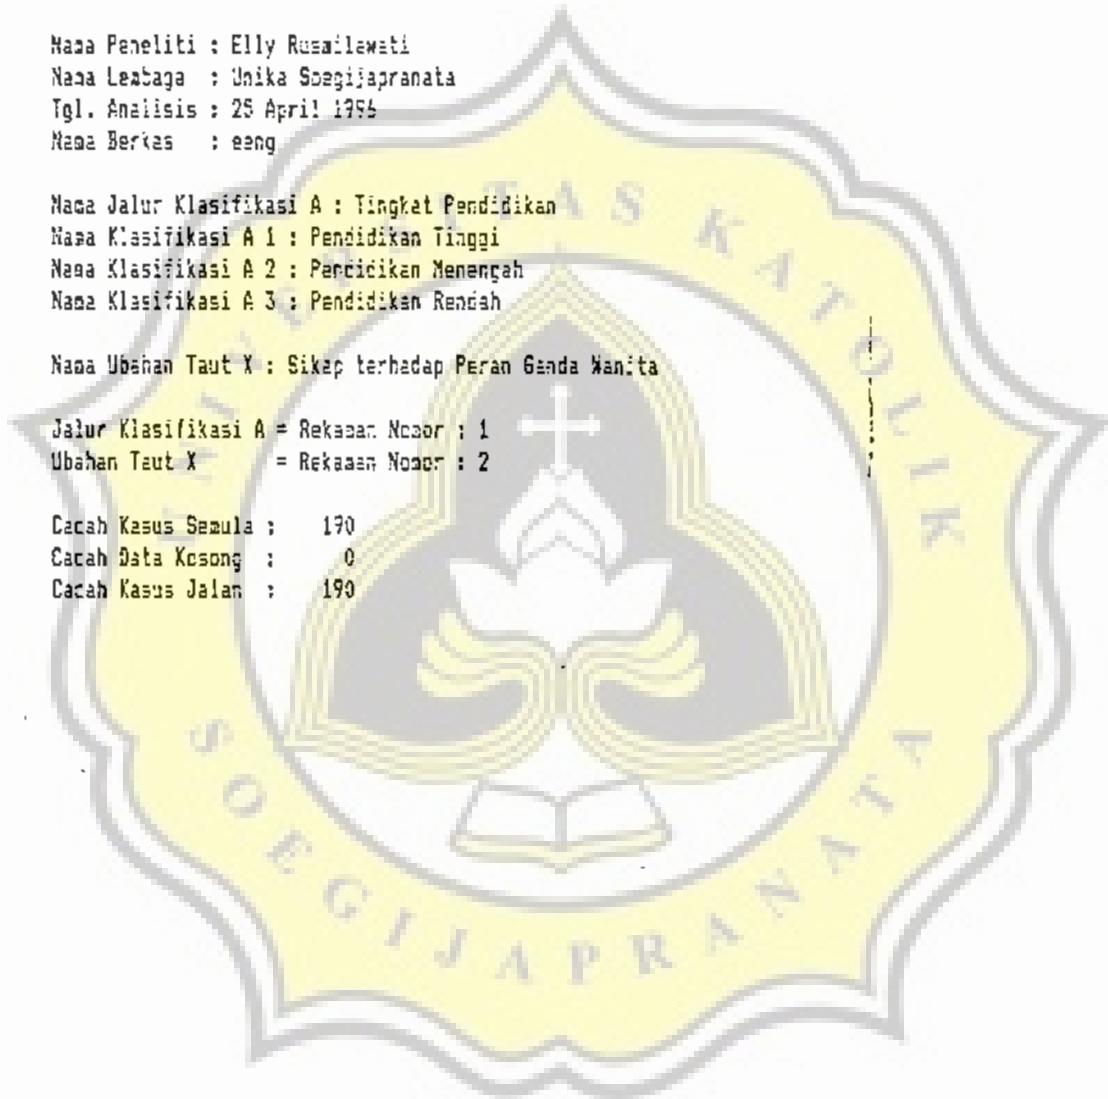 Nama Peneliti : Elly Rusmilawati
Nama Lembaga : Unika Soegijapranata
Tgl. Analisis : 25 April 1996
Nama Berkas : eeng
Nama Jalur Klasifikasi A : Tingkat Pendidikan
Nama Klasifikasi A 1 : Pendidikan Tinggi
Nama Klasifikasi A 2 : Pendidikan Menengah
Nama Klasifikasi A 3 : Pendidikan Rendah
Nama Ubahan Taut X : Sikap terhadap Peran Ganda Wanita
Jalur Klasifikasi A = Rekaman Nomor : 1
Ubahan Taut X = Rekaman Nomor : 2
Cacah Kasus Semula : 190
Cacah Data Kosong : 0
Cacah Kasus Jalan : 190
UNIVERSITAS KATOLIK
SOEGIJAPRANATA